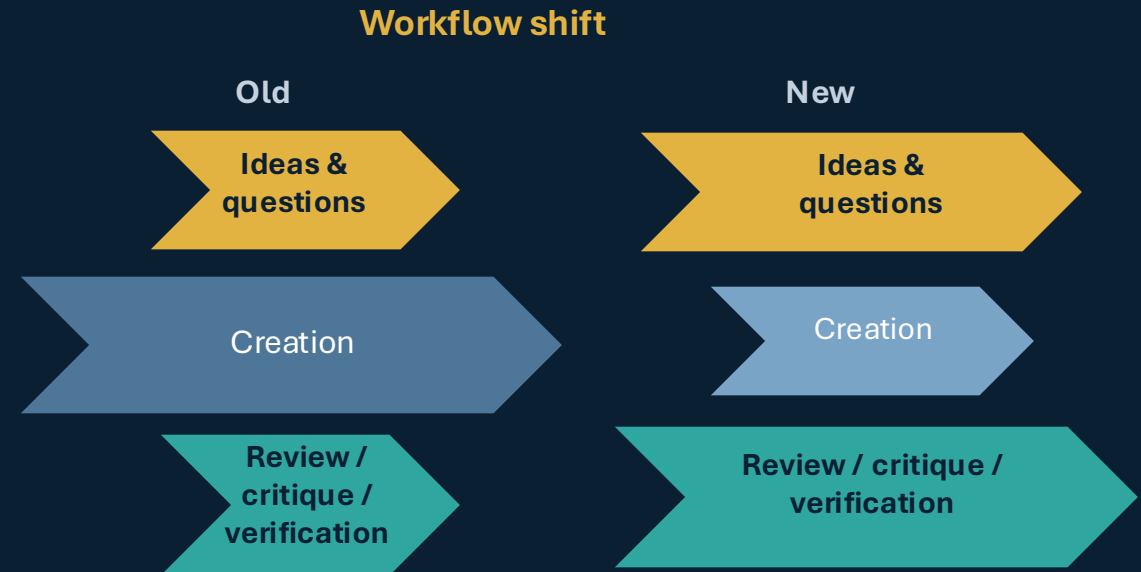 Workflow shift
Old
Ideas &
questions
Creation
Review /
critique /
verification
New
Ideas &
questions
Creation
Review / critique /
verification